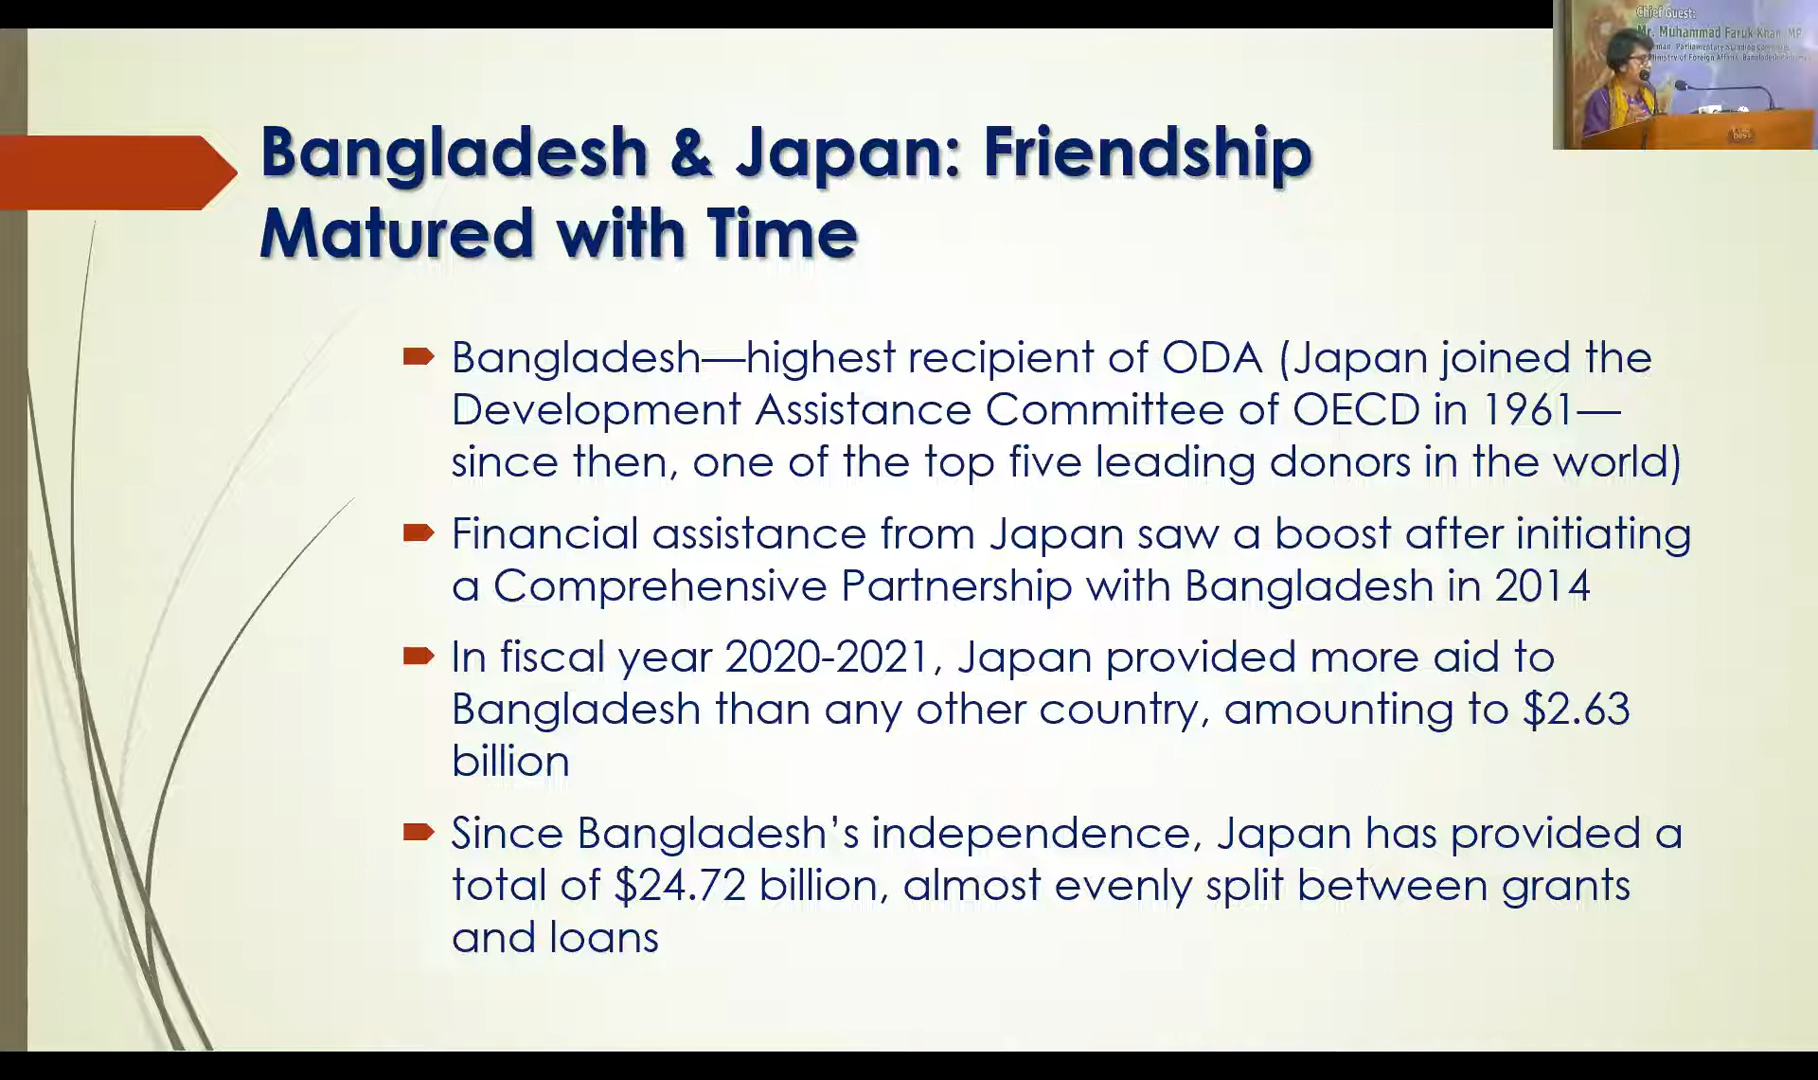 Chief Guest:
Mr. Muhammad Faruk Khan, MP
Bangladesh & Japan: Friendship
Matured with Time
Bangladesh—highest recipient of ODA (Japan joined the
Development Assistance Committee of OECD in 1961—
since then, one of the top five leading donors in the world)
Financial assistance from Japan saw a boost after initiating
a Comprehensive Partnership with Bangladesh in 2014
In fiscal year 2020-2021, Japan provided more aid to
Bangladesh than any other country, amounting to $2.63
billion
Since Bangladesh’s independence, Japan has provided a
total of $24.72 billion, almost evenly split between grants
and loans